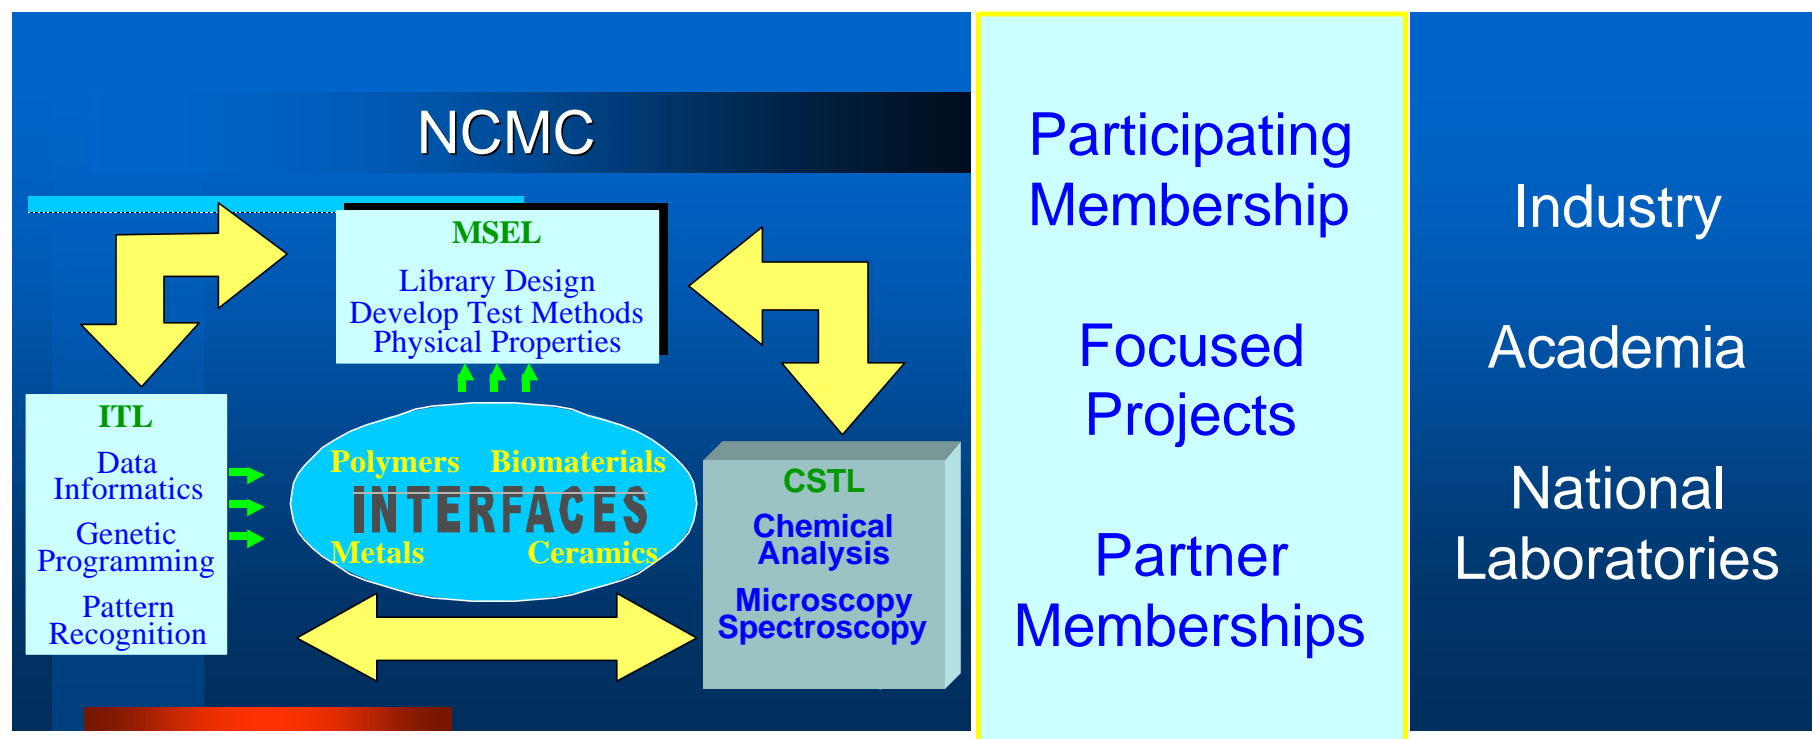 NCMC
MSEL
Library Design
Develop Test Methods
Physical Properties
ITL
Data
Informatics
Genetic
Programming
Pattern
Recognition
Polymers Biomaterials
INTERFACES
Metals Ceramics
CSTL
Chemical
Analysis
Microscopy
Spectroscopy
Participating
Membership
Focused
Projects
Partner
Memberships
Industry
Academia
National
Laboratories